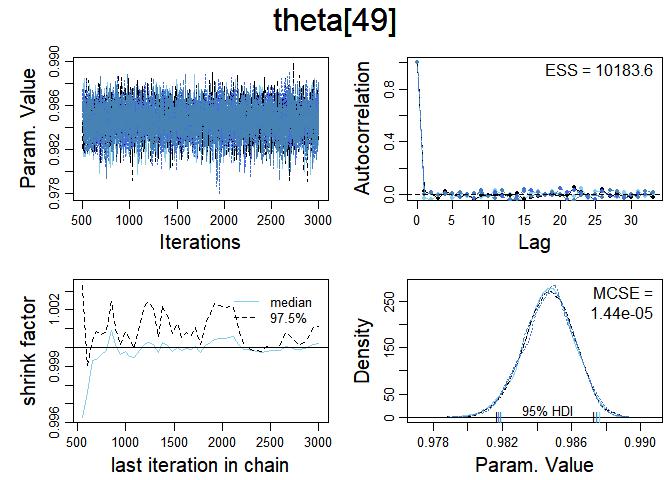 theta[49]
Param. Value
0.978 0.982 0.986 0.990
500 1000 1500 2000 2500 3000
Iterations
Autocorrelation
0.0 0.4 0.8
ESS = 10183.6
0 5 10 15 20 25 30
Lag
shrink factor
0.996 0.999 1.002
median
97.5%
500 1000 1500 2000 2500 3000
last iteration in chain
Density
0 50 150 250
MCSE =
1.44e-05
95% HDI
0.978 0.982 0.986 0.990
Param. Value